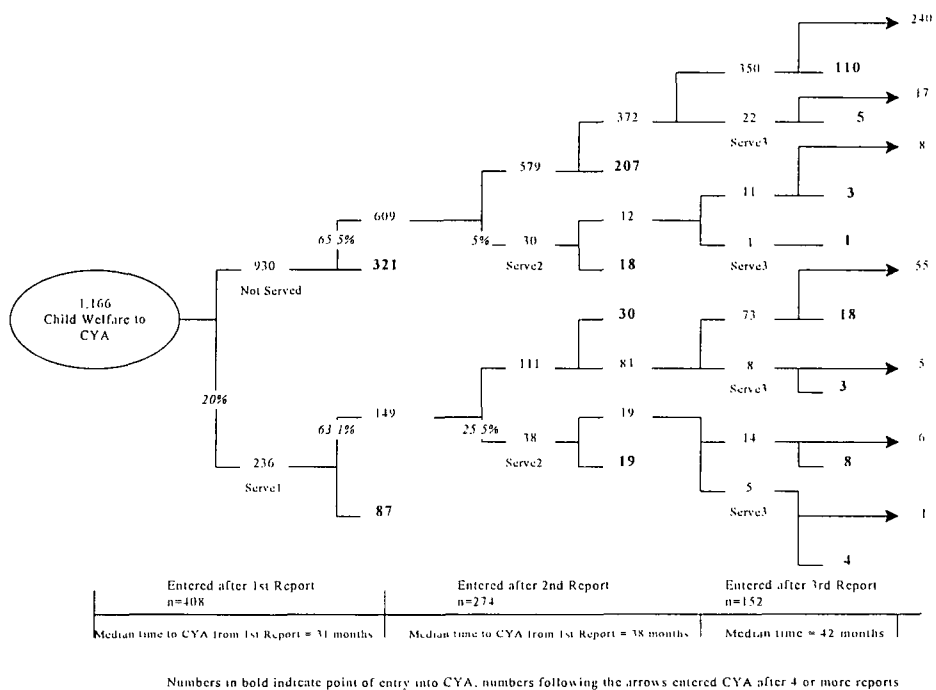 240
350
110
17
372
22
5
Serve3
8
579
207
11
3
609
12
65 5%
5%
30
1
1
Serve2
18
Serve3
930
321
55
Not Served
1,166
Child Welfare to
CYA
30
73
18
111
81
8
5
Serve3
3
20%
149
19
63 1%
25 5%
38
14
6
236
Serve2
19
8
Serve1
5
87
Serve3
1
4
Entered after 1st Report
n=408
Entered after 2nd Report
n=274
Entered after 3rd Report
n=152
Median time to CYA from 1st Report = 31 months
Median time to CYA from 1st Report = 38 months
Median time = 42 months
Numbers in bold indicate point of entry into CYA, numbers following the arrows entered CYA after 4 or more reports